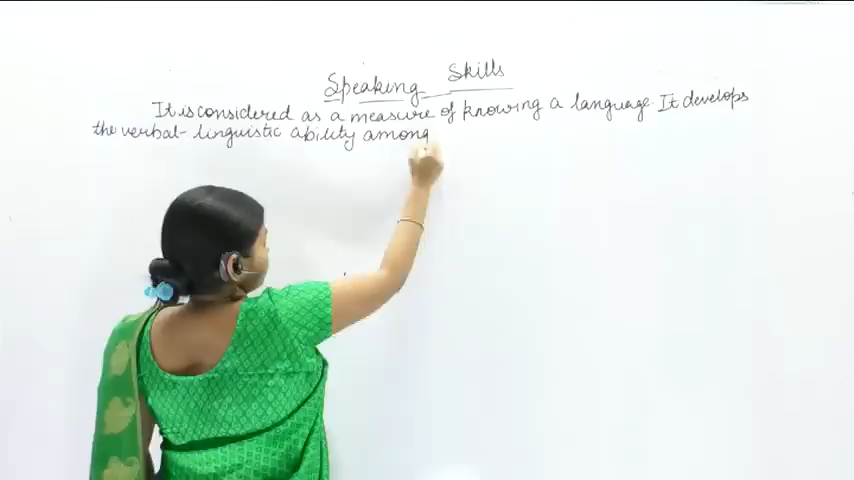 Speaking Skills
It is considered as a measure of knowing a language. It develops
the verbal-linguistic ability among